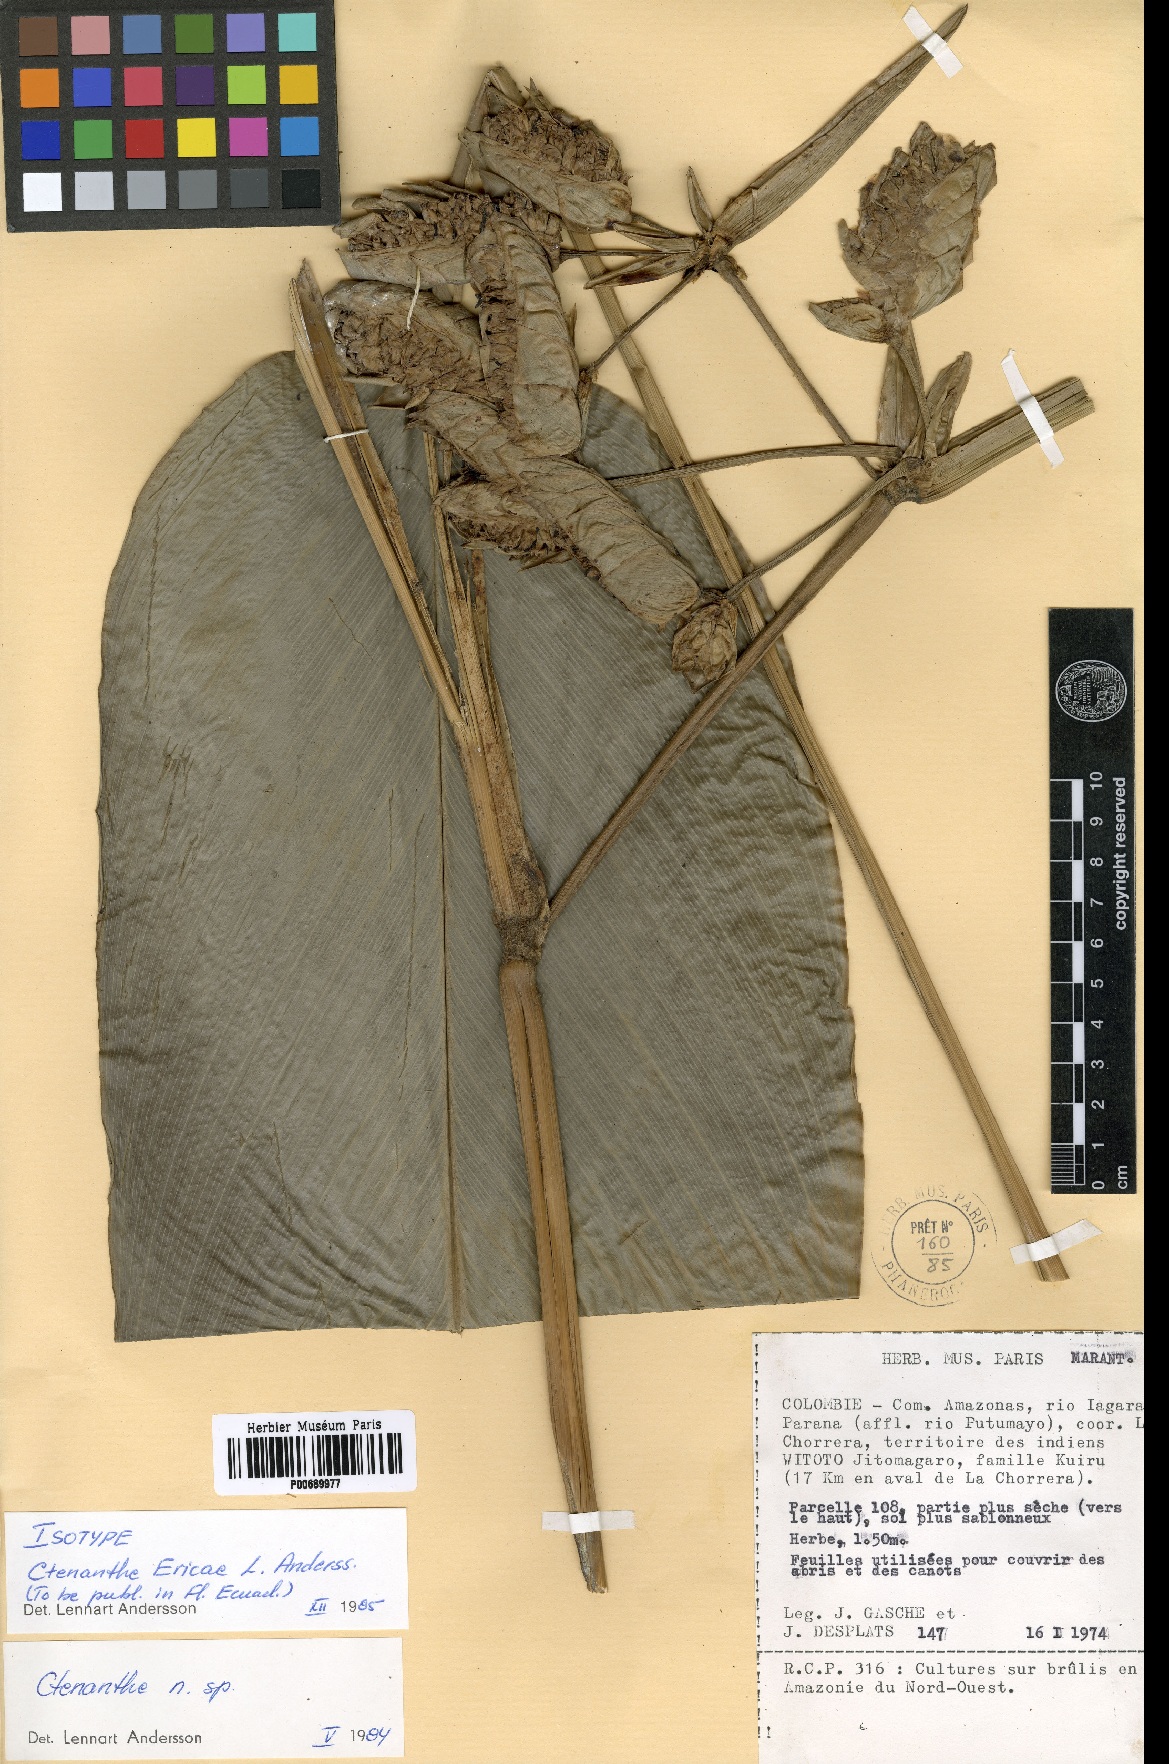 10 9 8 7 6 5 4 3 2 1 0 cm
copyright reserved
HERB. MUS. PARIS
PRÊT Nº
160
85
HERB. MUS. PARIS MARANT.
COLOMBIE - Com. Amazonas, rio Iagara
Parana (affl. rio Putumayo), coor. L
Chorrera, territoire des indiens
WITOTO Jitomagaro, famille Kuiru
(17 Km en aval de La Chorrera).
Parcelle 108, partie plus sêche (vers
le haut), sol plus sablonneux
Herbe, 1.50m.
Feuilles utilisées pour couvrir des
abris et des canots
Leg. J. GASCHE et
J. DESPLATS 147 16 II 1974
R.C.P. 316 : Cultures sur brûlis en
Amazonie du Nord-Ouest.
Herbier Muséum Paris
P00689977
ISOTYPE
Ctenanthe Ericae L. Anderss.
(To be publ. in Fl. Ecuad.)
Det. Lennart Andersson XII 1985
Ctenanthe n. sp.
Det. Lennart Andersson V 1984